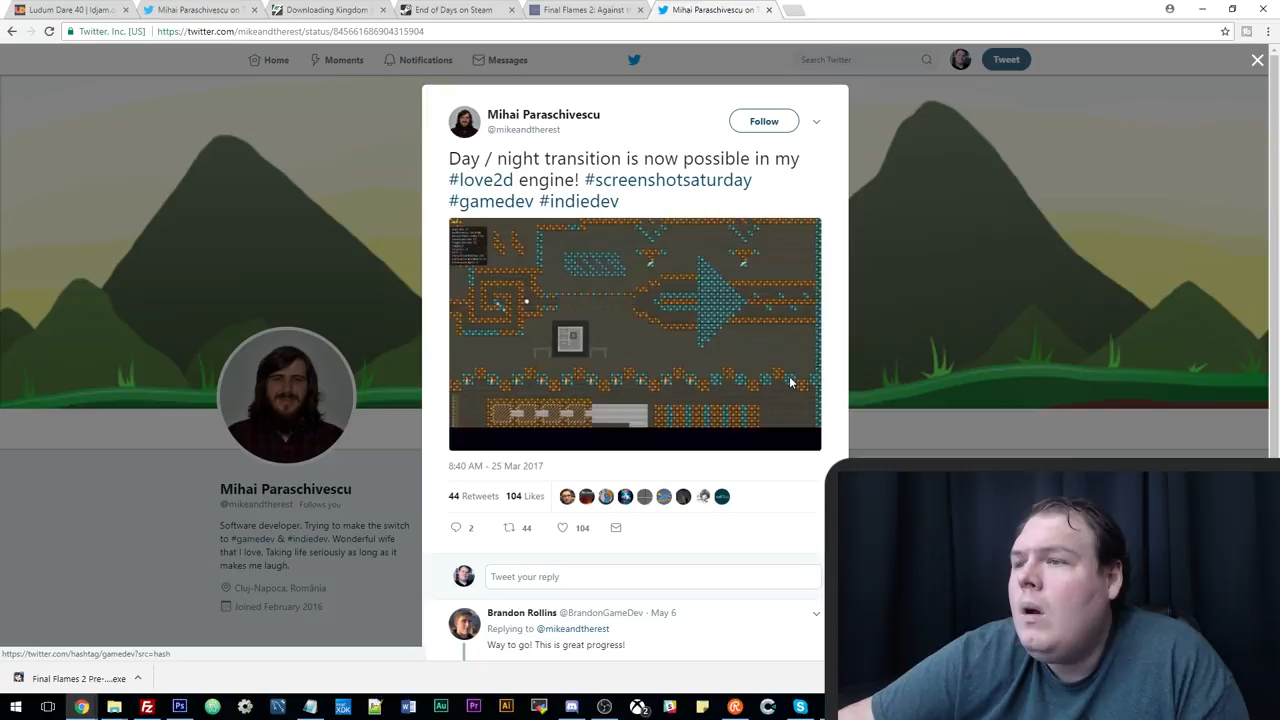 Ludum Dare 40 | ldjam.o
Mihai Paraschivescu on T
Downloading Kingdom
End of Days on Steam
Final Flames 2: Against t
Mihai Paraschivescu on T
Twitter, Inc. [US]
https://twitter.com/mikeandtherest/status/845661686904315904
Home
Moments
Notifications
Messages
Search Twitter
Tweet
Mihai Paraschivescu
@mikeandtherest
Follow
Day / night transition is now possible in my
#love2d engine! #screenshotsaturday
#gamedev #indiedev
8:40 AM - 25 Mar 2017
44 Retweets 104 Likes
2
44
104
Tweet your reply
Brandon Rollins @BrandonGameDev · May 6
Replying to @mikeandtherest
Way to go! This is great progress!
Mihai Paraschivescu
@mikeandtherest Follows you
Software developer. Trying to make the switch
to #gamedev & #indiedev. Wonderful wife
that I love. Taking life seriously as long as it
makes me laugh.
Cluj-Napoca, România
Joined February 2016
https://twitter.com/hashtag/gamedev?src=hash
Final Flames 2 Pre-....exe
XDK
Au
Pr
Ai
2